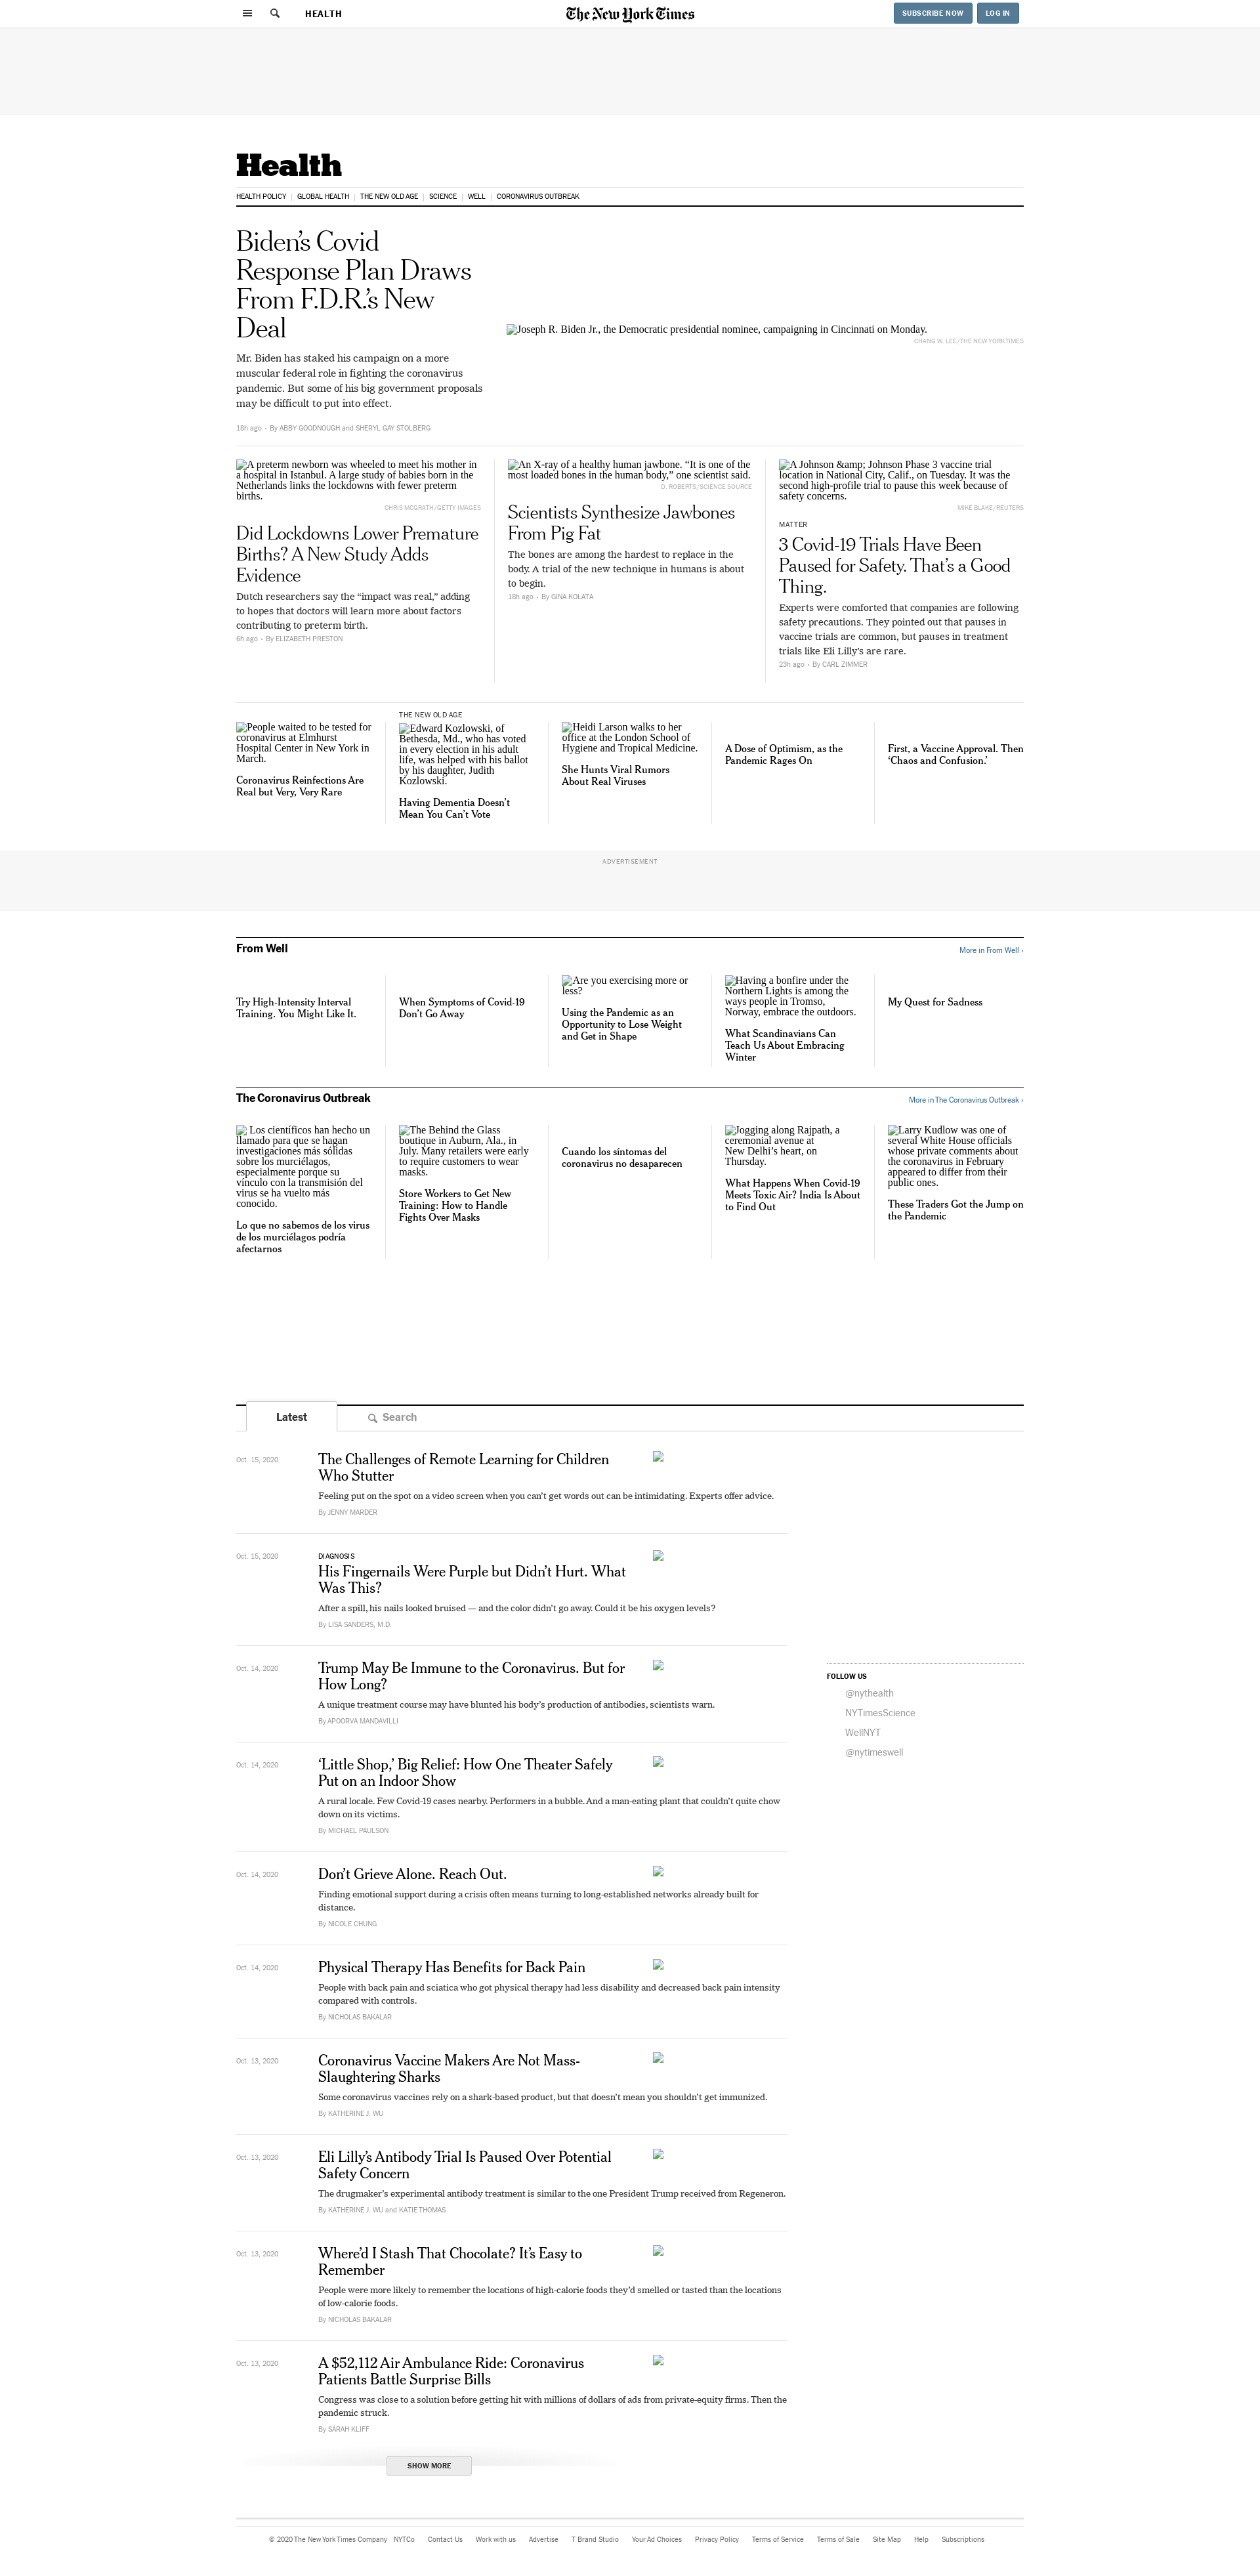 HEALTH
The New York Times
SUBSCRIBE NOW
LOG IN
Health
HEALTH POLICY
GLOBAL HEALTH
THE NEW OLD AGE
SCIENCE
WELL
CORONAVIRUS OUTBREAK
Biden’s Covid
Response Plan Draws
From F.D.R.’s New
Deal
Mr. Biden has staked his campaign on a more
muscular federal role in fighting the coronavirus
pandemic. But some of his big government proposals
may be difficult to put into effect.
18h ago • By ABBY GOODNOUGH and SHERYL GAY STOLBERG
Joseph R. Biden Jr., the Democratic presidential nominee, campaigning in Cincinnati on Monday.
CHANG W. LEE/THE NEW YORK TIMES
A preterm newborn was wheeled to meet his mother in
a hospital in Istanbul. A large study of babies born in the
Netherlands links the lockdowns with fewer preterm
births.
CHRIS MCGRATH/GETTY IMAGES
Did Lockdowns Lower Premature
Births? A New Study Adds
Evidence
Dutch researchers say the “impact was real,” adding
to hopes that doctors will learn more about factors
contributing to preterm birth.
6h ago • By ELIZABETH PRESTON
An X-ray of a healthy human jawbone. “It is one of the
most loaded bones in the human body,” one scientist said.
D. ROBERTS/SCIENCE SOURCE
Scientists Synthesize Jawbones
From Pig Fat
The bones are among the hardest to replace in the
body. A trial of the new technique in humans is about
to begin.
18h ago • By GINA KOLATA
A Johnson &amp; Johnson Phase 3 vaccine trial
location in National City, Calif., on Tuesday. It was the
second high-profile trial to pause this week because of
safety concerns.
MIKE BLAKE/REUTERS
MATTER
3 Covid-19 Trials Have Been
Paused for Safety. That’s a Good
Thing.
Experts were comforted that companies are following
safety precautions. They pointed out that pauses in
vaccine trials are common, but pauses in treatment
trials like Eli Lilly’s are rare.
23h ago • By CARL ZIMMER
People waited to be tested for
coronavirus at Elmhurst
Hospital Center in New York in
March.
Coronavirus Reinfections Are
Real but Very, Very Rare
THE NEW OLD AGE
Edward Kozlowski, of
Bethesda, Md., who has voted
in every election in his adult
life, was helped with his ballot
by his daughter, Judith
Kozlowski.
Having Dementia Doesn’t
Mean You Can’t Vote
Heidi Larson walks to her
office at the London School of
Hygiene and Tropical Medicine.
She Hunts Viral Rumors
About Real Viruses
A Dose of Optimism, as the
Pandemic Rages On
First, a Vaccine Approval. Then
‘Chaos and Confusion.’
ADVERTISEMENT
From Well
More in From Well ›
Try High-Intensity Interval
Training. You Might Like It.
When Symptoms of Covid-19
Don’t Go Away
Are you exercising more or
less?
Using the Pandemic as an
Opportunity to Lose Weight
and Get in Shape
Having a bonfire under the
Northern Lights is among the
ways people in Tromso,
Norway, embrace the outdoors.
What Scandinavians Can
Teach Us About Embracing
Winter
My Quest for Sadness
The Coronavirus Outbreak
More in The Coronavirus Outbreak ›
Los científicos han hecho un
llamado para que se hagan
investigaciones más sólidas
sobre los murciélagos,
especialmente porque su
vínculo con la transmisión del
virus se ha vuelto más
conocido.
Lo que no sabemos de los virus
de los murciélagos podría
afectarnos
The Behind the Glass
boutique in Auburn, Ala., in
July. Many retailers were early
to require customers to wear
masks.
Store Workers to Get New
Training: How to Handle
Fights Over Masks
Cuando los síntomas del
coronavirus no desaparecen
Jogging along Rajpath, a
ceremonial avenue at
New Delhi’s heart, on
Thursday.
What Happens When Covid-19
Meets Toxic Air? India Is About
to Find Out
Larry Kudlow was one of
several White House officials
whose private comments about
the coronavirus in February
appeared to differ from their
public ones.
These Traders Got the Jump on
the Pandemic
Latest
Search
Oct. 15, 2020
The Challenges of Remote Learning for Children
Who Stutter
Feeling put on the spot on a video screen when you can’t get words out can be intimidating. Experts offer advice.
By JENNY MARDER
Oct. 15, 2020
DIAGNOSIS
His Fingernails Were Purple but Didn’t Hurt. What
Was This?
After a spill, his nails looked bruised — and the color didn’t go away. Could it be his oxygen levels?
By LISA SANDERS, M.D.
Oct. 14, 2020
Trump May Be Immune to the Coronavirus. But for
How Long?
A unique treatment course may have blunted his body’s production of antibodies, scientists warn.
By APOORVA MANDAVILLI
FOLLOW US
@nythealth
NYTimesScience
WellNYT
@nytimeswell
Oct. 14, 2020
‘Little Shop,’ Big Relief: How One Theater Safely
Put on an Indoor Show
A rural locale. Few Covid-19 cases nearby. Performers in a bubble. And a man-eating plant that couldn’t quite chow
down on its victims.
By MICHAEL PAULSON
Oct. 14, 2020
Don’t Grieve Alone. Reach Out.
Finding emotional support during a crisis often means turning to long-established networks already built for
distance.
By NICOLE CHUNG
Oct. 14, 2020
Physical Therapy Has Benefits for Back Pain
People with back pain and sciatica who got physical therapy had less disability and decreased back pain intensity
compared with controls.
By NICHOLAS BAKALAR
Oct. 13, 2020
Coronavirus Vaccine Makers Are Not Mass-
Slaughtering Sharks
Some coronavirus vaccines rely on a shark-based product, but that doesn’t mean you shouldn’t get immunized.
By KATHERINE J. WU
Oct. 13, 2020
Eli Lilly’s Antibody Trial Is Paused Over Potential
Safety Concern
The drugmaker’s experimental antibody treatment is similar to the one President Trump received from Regeneron.
By KATHERINE J. WU and KATIE THOMAS
Oct. 13, 2020
Where’d I Stash That Chocolate? It’s Easy to
Remember
People were more likely to remember the locations of high-calorie foods they’d smelled or tasted than the locations
of low-calorie foods.
By NICHOLAS BAKALAR
Oct. 13, 2020
A $52,112 Air Ambulance Ride: Coronavirus
Patients Battle Surprise Bills
Congress was close to a solution before getting hit with millions of dollars of ads from private-equity firms. Then the
pandemic struck.
By SARAH KLIFF
SHOW MORE
© 2020 The New York Times Company NYTCo Contact Us Work with us Advertise T Brand Studio Your Ad Choices Privacy Policy Terms of Service Terms of Sale Site Map Help Subscriptions